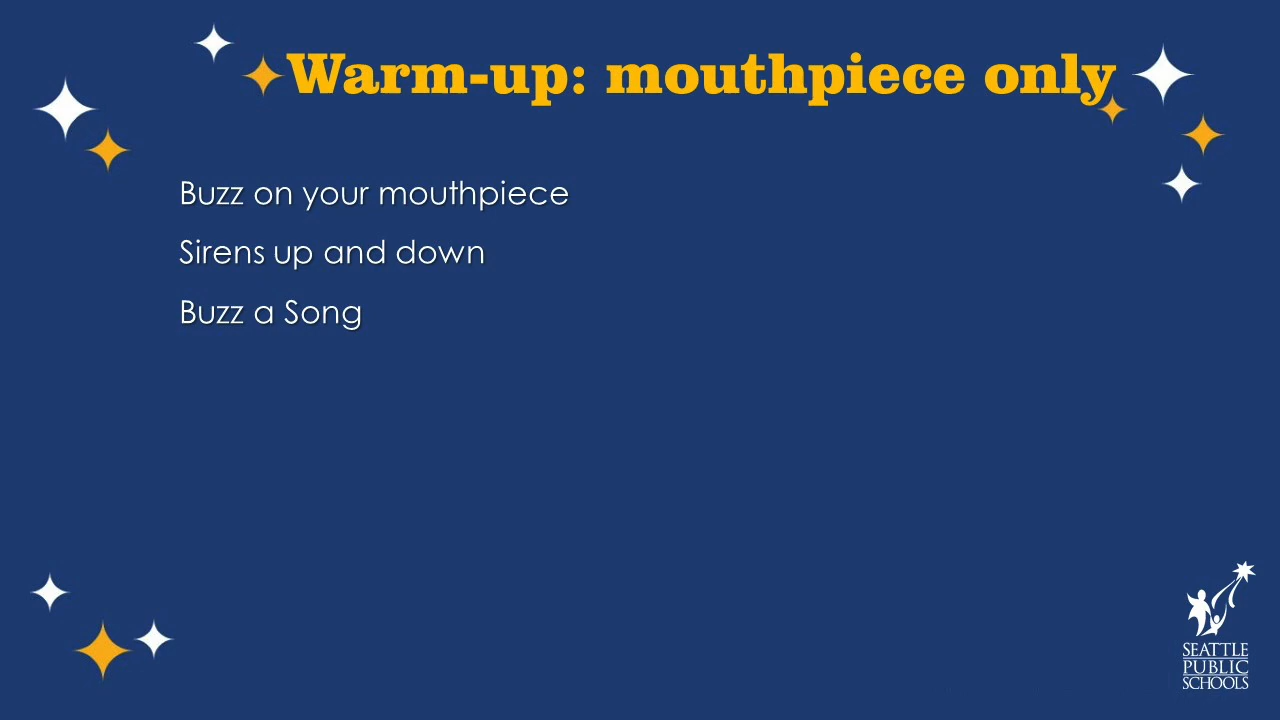 Warm-up: mouthpiece only
Buzz on your mouthpiece
Sirens up and down
Buzz a Song
SEATTLE
PUBLIC
SCHOOLS